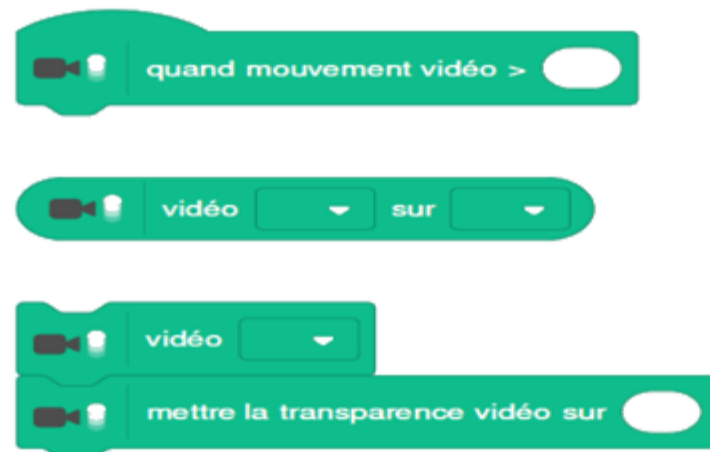 quand mouvement vidéo >
vidéo sur
vidéo
mettre la transparence vidéo sur